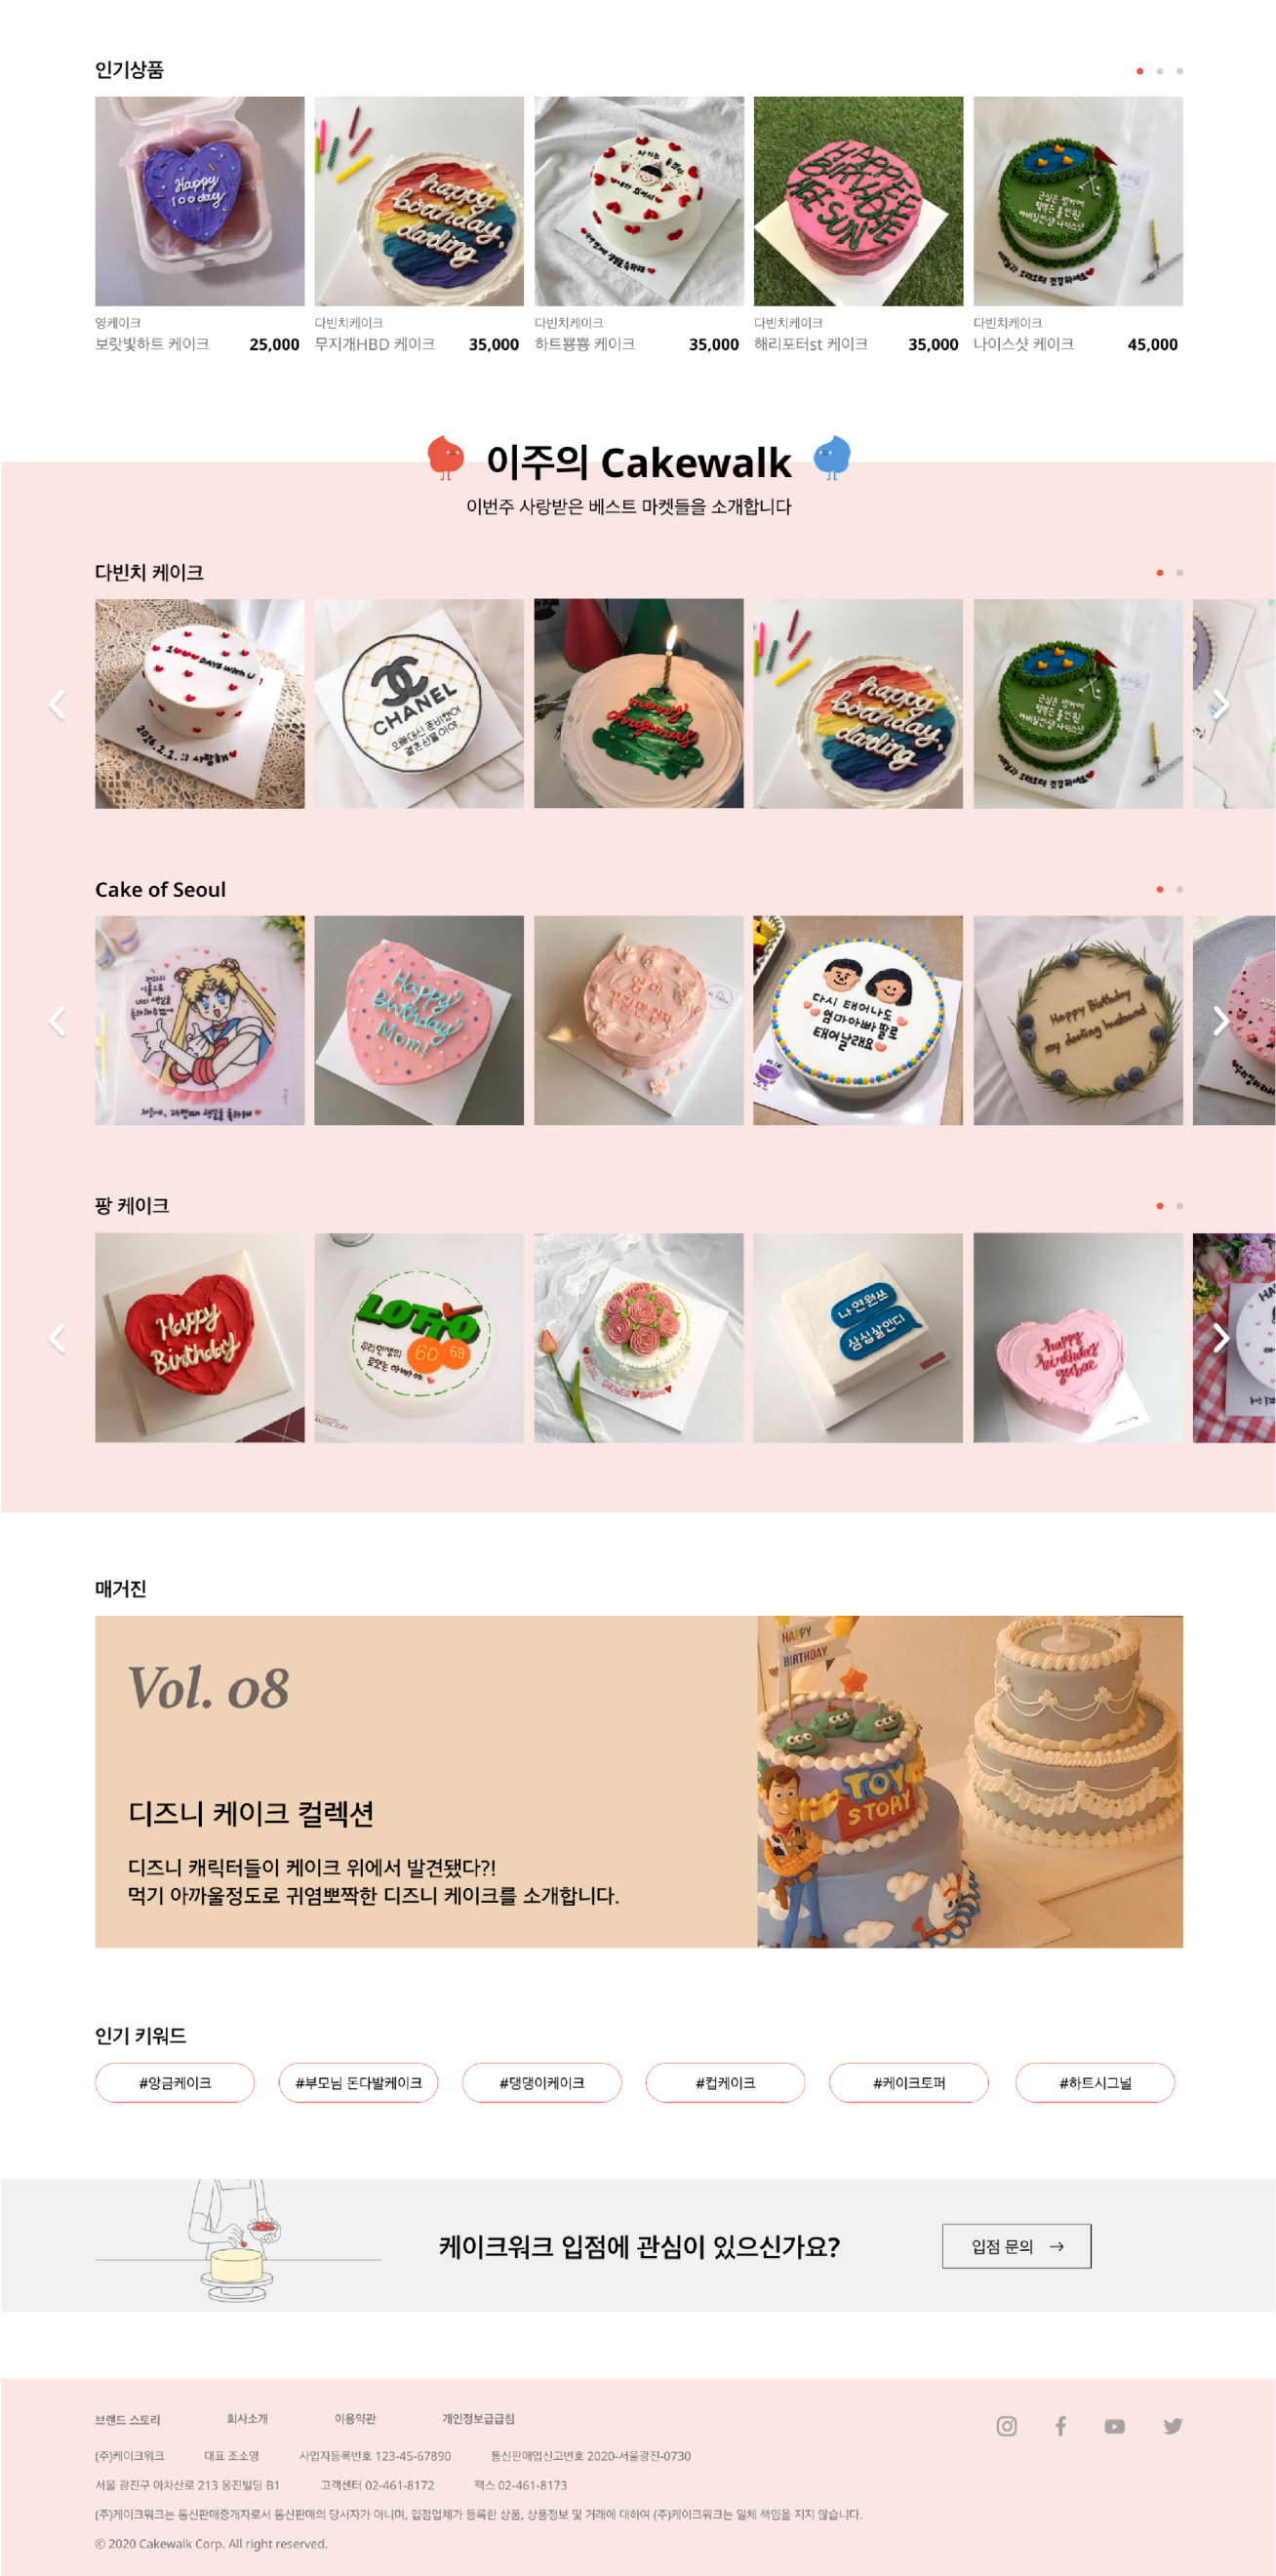 인기상품
Happy
100day
happy
birthday,
darling
영케이크
보랏빛하트 케이크 25,000
다빈치케이크
무지개HBD 케이크 35,000
다빈치케이크
하트뿅뿅 케이크 35,000
다빈치케이크
해리포터st 케이크 35,000
다빈치케이크
나이스샷 케이크 45,000
이주의 Cakewalk
이번주 사랑받은 베스트 마켓들을 소개합니다
다빈치 케이크
CHANEL
merry
happy
birthday,
darling
Cake of Seoul
Happy
Birthday
Mom!
다시 태어나도
엄마아빠 딸로
태어날래요
Happy Birthday
my darling husband
팡 케이크
Happy
Birthday
LOTTO
60 59
나 연원쓰
삼십살인디
happy
birthday
매거진
Vol. 08
HAPPY
BIRTHDAY
TOY
STORY
디즈니 케이크 컬렉션
디즈니 캐릭터들이 케이크 위에서 발견됐다?!
먹기 아까울정도로 귀염뽀짝한 디즈니 케이크를 소개합니다.
인기 키워드
#앙금케이크 #부모님 돈다발케이크 #댕댕이케이크 #컵케이크 #케이크토퍼 #하트시그널
케이크워크 입점에 관심이 있으신가요?
입점 문의 →
브랜드 스토리 회사소개 이용약관 개인정보급급침
(주)케이크워크 대표 조소영 사업자등록번호 123-45-67890 통신판매업신고번호 2020-서울광진-0730
서울 광진구 아차산로 213 웅진빌딩 B1 고객센터 02-461-8172 팩스 02-461-8173
(주)케이크워크는 통신판매중개자로서 통신판매의 당사자가 아니며, 입점업체가 등록한 상품, 상품정보 및 거래에 대하여 (주)케이크워크는 일체 책임을 지지 않습니다.
© 2020 Cakewalk Corp. All right reserved.